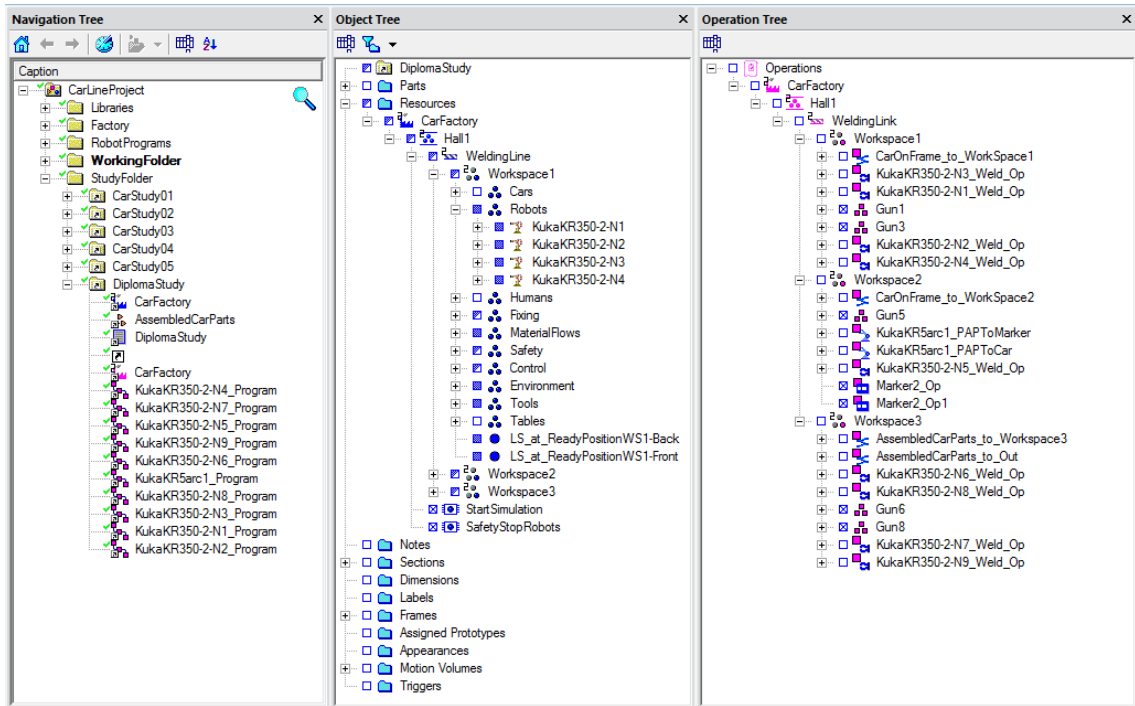 Navigation Tree
Caption
CarLineProject
Libraries
Factory
RobotPrograms
WorkingFolder
StudyFolder
CarStudy01
CarStudy02
CarStudy03
CarStudy04
CarStudy05
DiplomaStudy
CarFactory
AssembledCarParts
DiplomaStudy
CarFactory
KukaKR350-2-N4_Program
KukaKR350-2-N7_Program
KukaKR350-2-N5_Program
KukaKR350-2-N9_Program
KukaKR350-2-N6_Program
KukaKR5arc1_Program
KukaKR350-2-N8_Program
KukaKR350-2-N3_Program
KukaKR350-2-N1_Program
KukaKR350-2-N2_Program
Object Tree
DiplomaStudy
Parts
Resources
CarFactory
Hall1
WeldingLine
Workspace1
Cars
Robots
KukaKR350-2-N1
KukaKR350-2-N2
KukaKR350-2-N3
KukaKR350-2-N4
Humans
Fixing
MaterialFlows
Safety
Control
Environment
Tools
Tables
LS_at_ReadyPositionWS1-Back
LS_at_ReadyPositionWS1-Front
Workspace2
Workspace3
StartSimulation
SafetyStopRobots
Notes
Sections
Dimensions
Labels
Frames
Assigned Prototypes
Appearances
Motion Volumes
Triggers
Operation Tree
Operations
CarFactory
Hall1
WeldingLink
Workspace1
CarOnFrame_to_WorkSpace1
KukaKR350-2-N3_Weld_Op
KukaKR350-2-N1_Weld_Op
Gun1
Gun3
KukaKR350-2-N2_Weld_Op
KukaKR350-2-N4_Weld_Op
Workspace2
CarOnFrame_to_WorkSpace2
Gun5
KukaKR5arc1_PAPToMarker
KukaKR5arc1_PAPToCar
KukaKR350-2-N5_Weld_Op
Marker2_Op
Marker2_Op1
Workspace3
AssembledCarParts_to_Workspace3
AssembledCarParts_to_Out
KukaKR350-2-N6_Weld_Op
KukaKR350-2-N8_Weld_Op
Gun6
Gun8
KukaKR350-2-N7_Weld_Op
KukaKR350-2-N9_Weld_Op